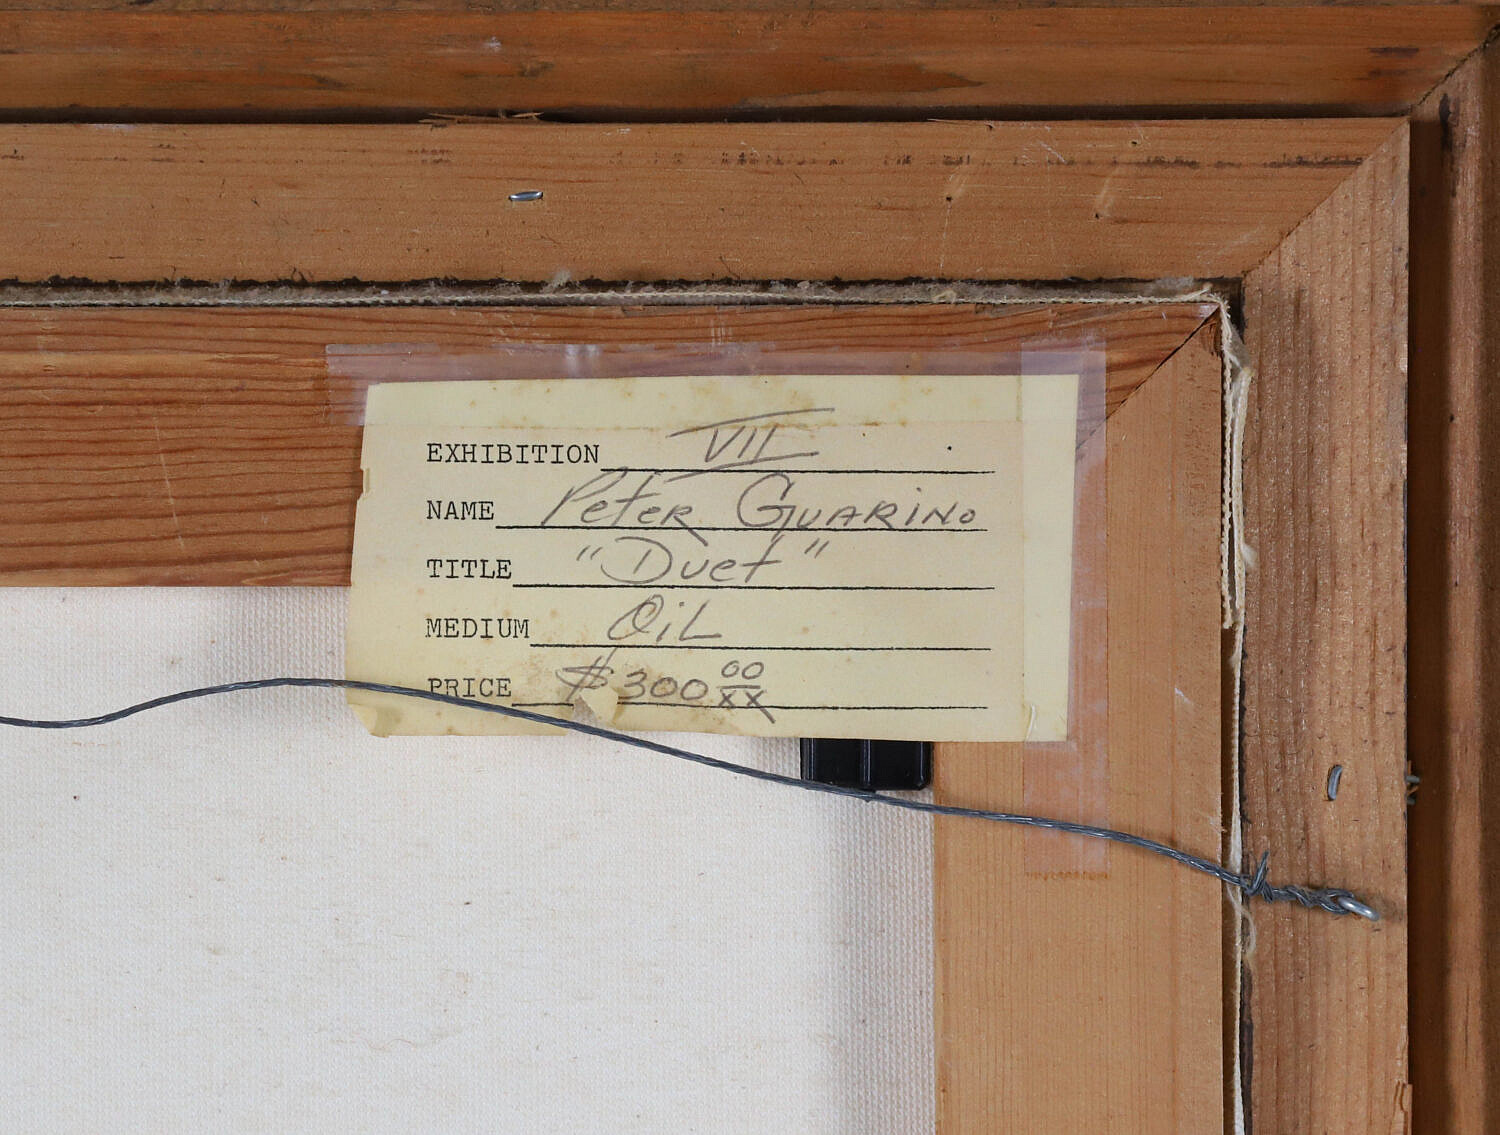 EXHIBITION VII
NAME Peter Guarino
TITLE "Duet"
MEDIUM Oil
PRICE $300 00/xx